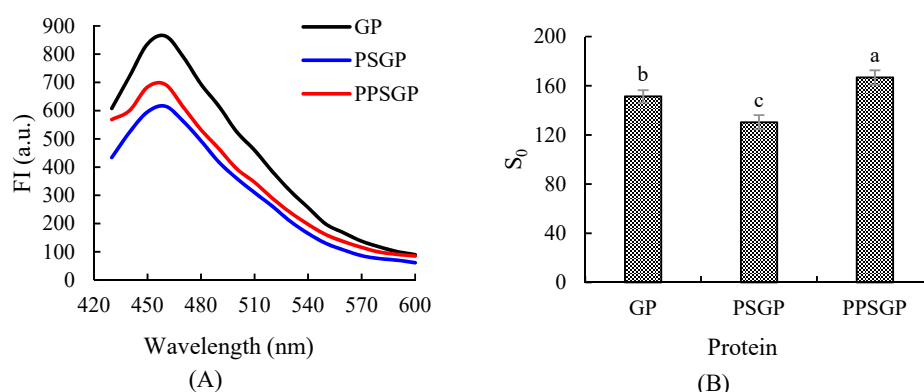 900
800
700
600
500
400
300
200
100
0
FI (a.u.)
GP
PSGP
PPSGP
420 450 480 510 540 570 600
Wavelength (nm)
(A)
200
160
120
80
40
0
S0
b
c
a
GP PSGP PPSGP
Protein
(B)